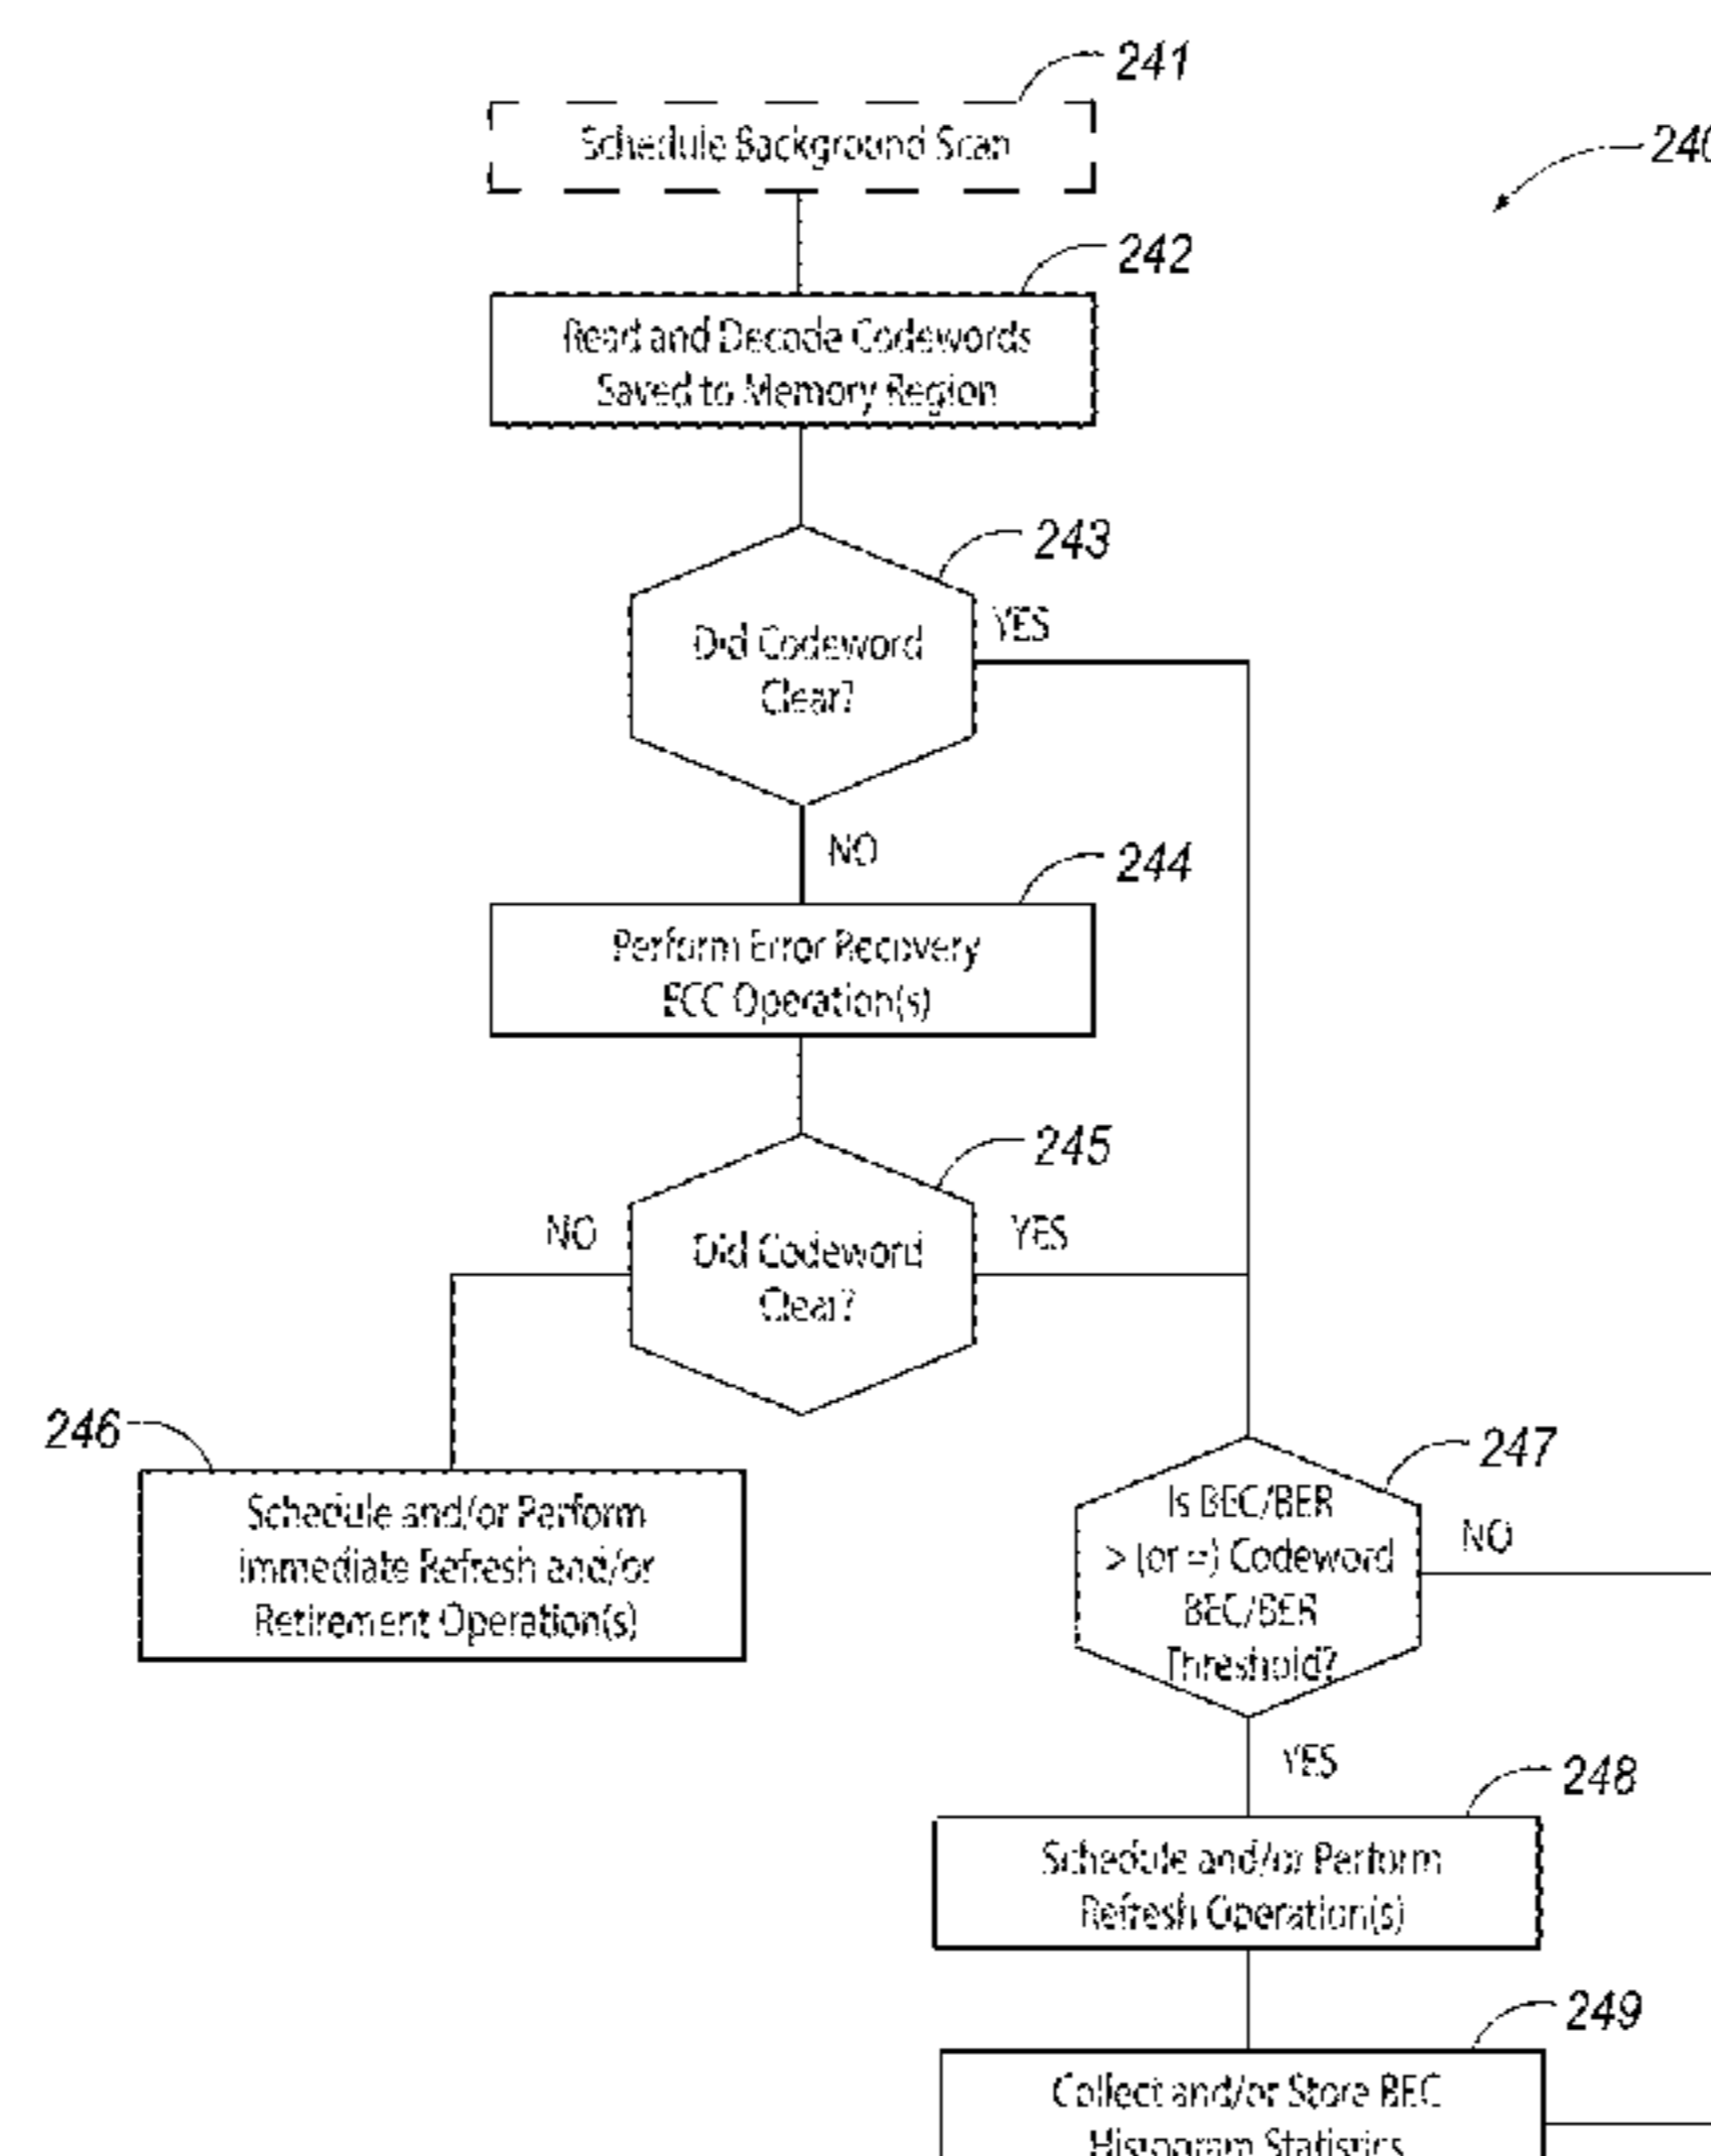 241
Schedule Background Scan
240
242
Read and Decode Codewords
Saved to Memory Region
243
Did Codeword
Clear?
YES
NO
244
Perform Error Recovery
ECC Operation(s)
245
NO
Did Codeword
Clear?
YES
246
Schedule and/or Perform
Immediate Refresh and/or
Retirement Operation(s)
247
Is BEC/BER
> (or =) Codeword
BEC/BER
Threshold?
NO
YES
248
Schedule and/or Perform
Refresh Operation(s)
249
Collect and/or Store BEC
Histogram Statistics